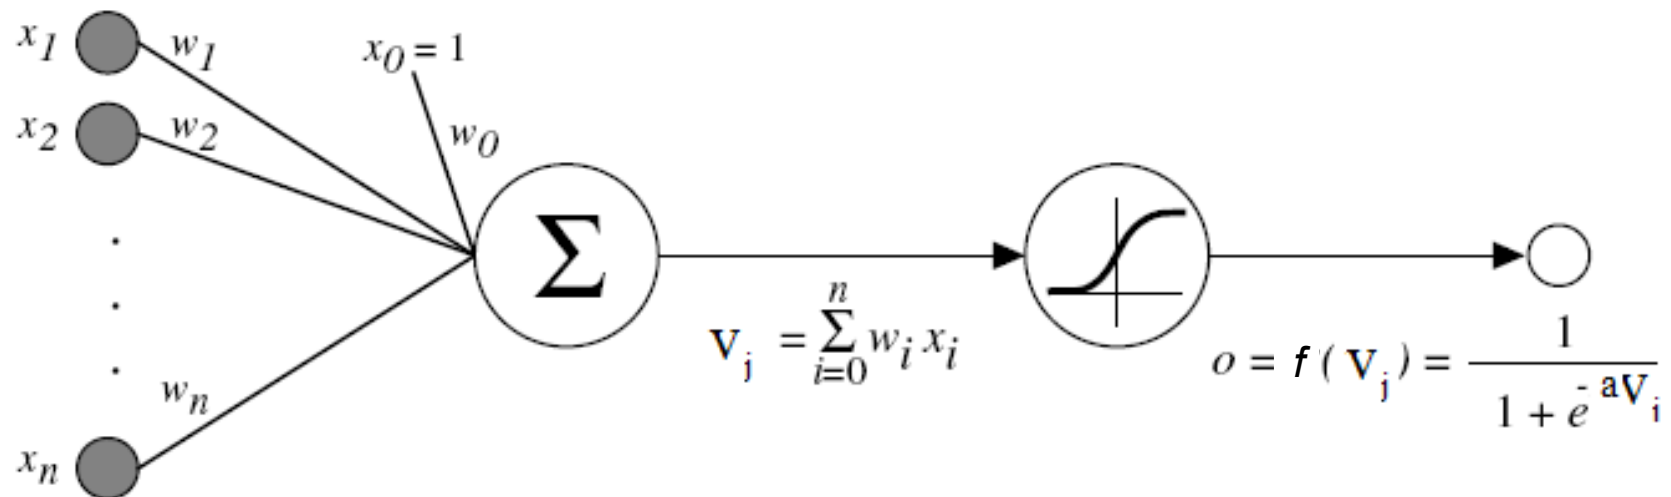 x1 w1 x0 = 1
x2 w2 w0
Σ
Vj = n Σ i=0 wi xi
o = f ( Vj ) = 1 / 1 + e - aVi
wn
xn